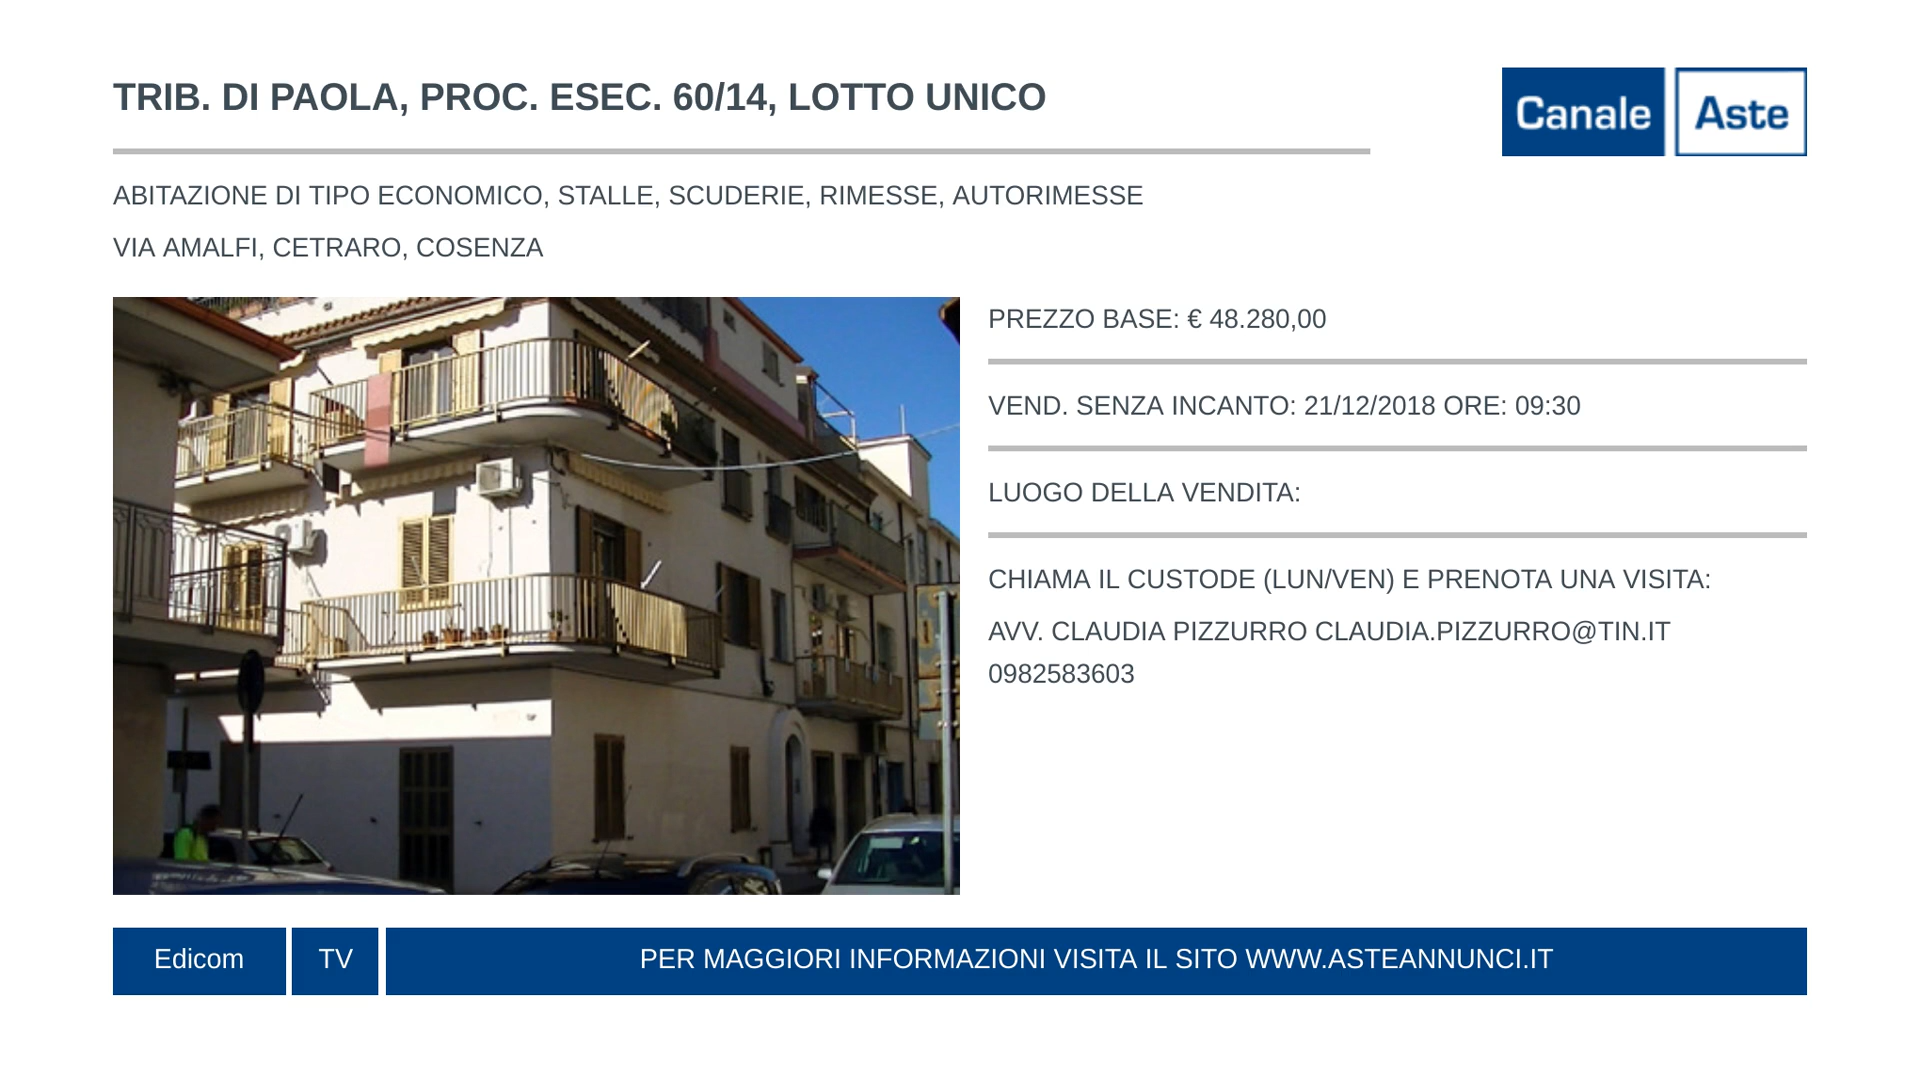 TRIB. DI PAOLA, PROC. ESEC. 60/14, LOTTO UNICO
Canale Aste
ABITAZIONE DI TIPO ECONOMICO, STALLE, SCUDERIE, RIMESSE, AUTORIMESSE
VIA AMALFI, CETRARO, COSENZA
PREZZO BASE: € 48.280,00
VEND. SENZA INCANTO: 21/12/2018 ORE: 09:30
LUOGO DELLA VENDITA:
CHIAMA IL CUSTODE (LUN/VEN) E PRENOTA UNA VISITA:
AVV. CLAUDIA PIZZURRO CLAUDIA.PIZZURRO@TIN.IT
0982583603
Edicom TV PER MAGGIORI INFORMAZIONI VISITA IL SITO WWW.ASTEANNUNCI.IT